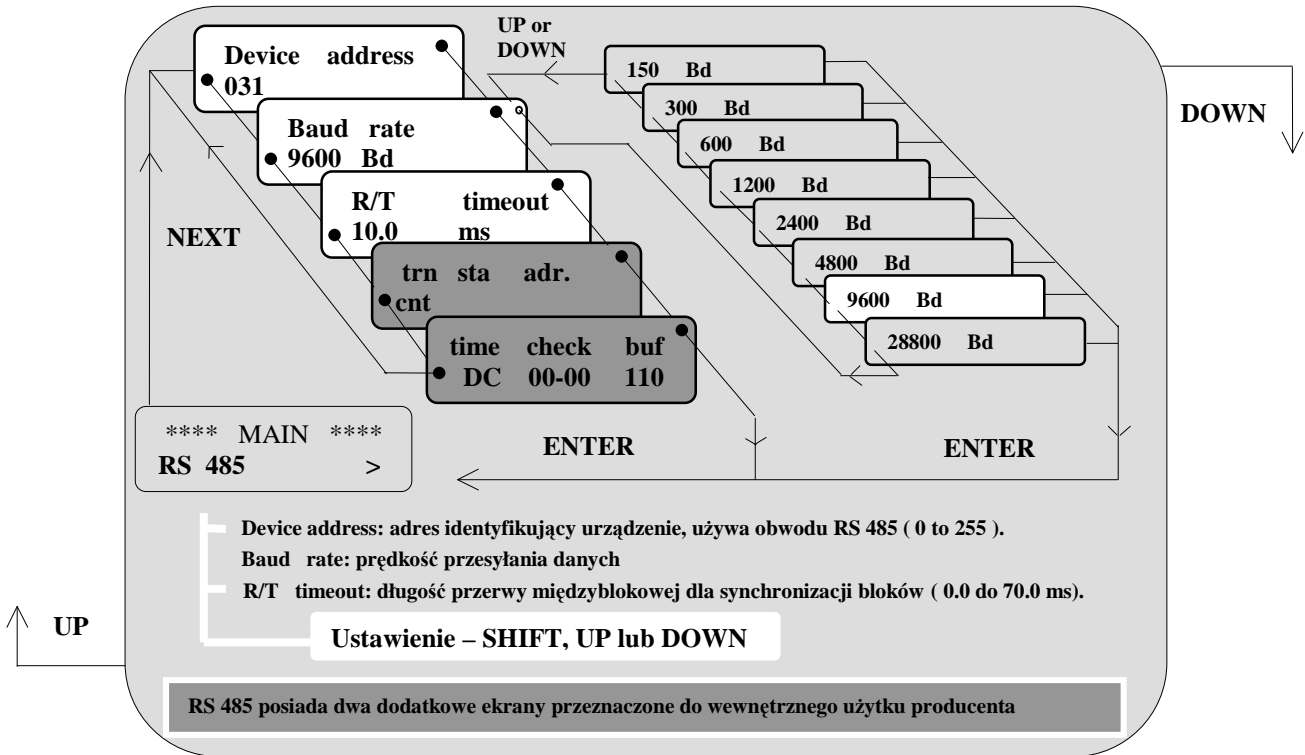 Device address
031
Baud rate
9600 Bd
R/T timeout
10.0 ms
trn sta adr.
cnt
time check buf
DC 00-00 110
UP or
DOWN
150 Bd
300 Bd
600 Bd
1200 Bd
2400 Bd
4800 Bd
9600 Bd
28800 Bd
DOWN
NEXT
**** MAIN ****
RS 485 >
ENTER
ENTER
Device address: adres identyfikujący urządzenie, używa obwodu RS 485 ( 0 to 255 ).
Baud rate: prędkość przesyłania danych
R/T timeout: długość przerwy międzyblokowej dla synchronizacji bloków ( 0.0 do 70.0 ms).
UP
Ustawienie – SHIFT, UP lub DOWN
RS 485 posiada dwa dodatkowe ekrany przeznaczone do wewnętrznego użytku producenta